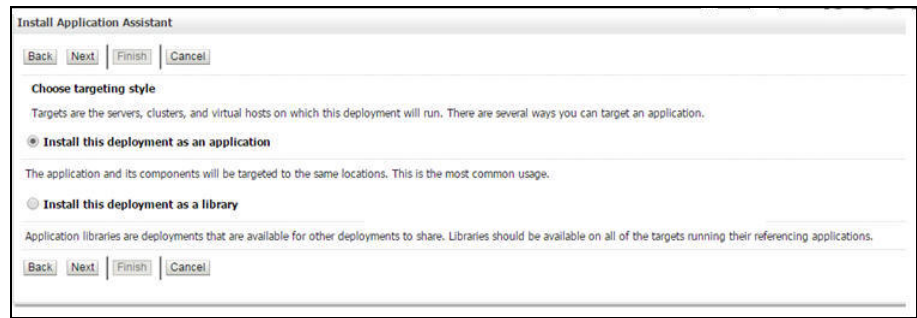 Install Application Assistant
Back Next Finish Cancel
Choose targeting style
Targets are the servers, clusters, and virtual hosts on which this deployment will run. There are several ways you can target an application.
Install this deployment as an application
The application and its components will be targeted to the same locations. This is the most common usage.
Install this deployment as a library
Application libraries are deployments that are available for other deployments to share. Libraries should be available on all of the targets running their referencing applications.
Back Next Finish Cancel